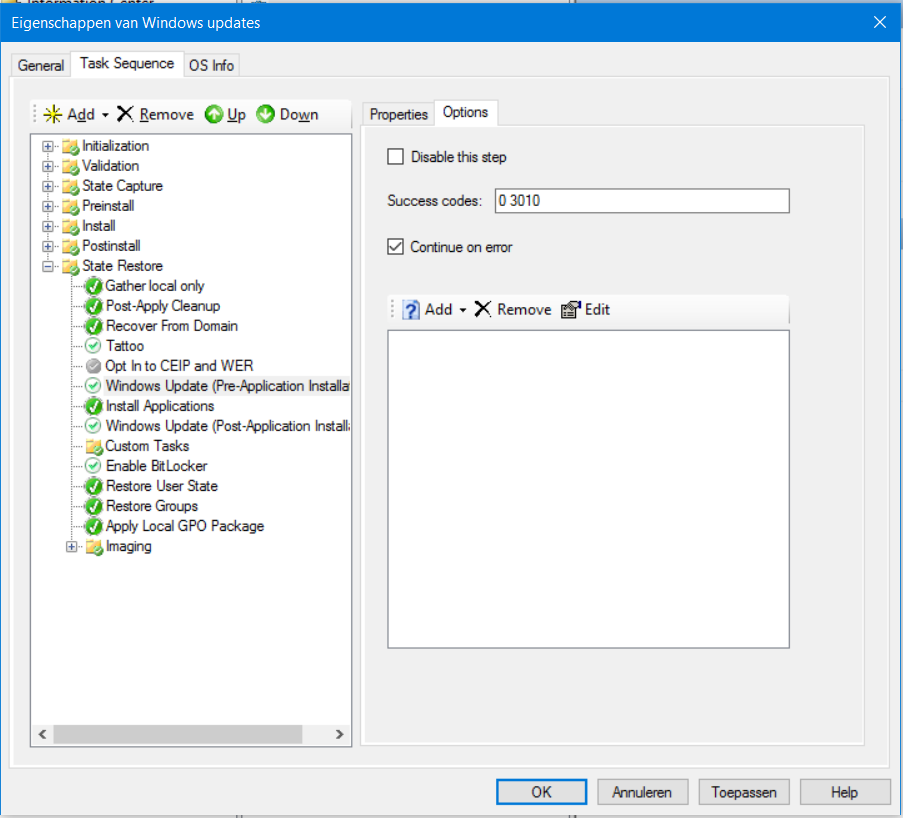 Eigenschappen van Windows updates
General
Task Sequence
OS Info
Add
Remove
Up
Down
Initialization
Validation
State Capture
Preinstall
Install
Postinstall
State Restore
Gather local only
Post-Apply Cleanup
Recover From Domain
Tattoo
Opt In to CEIP and WER
Windows Update (Pre-Application Installa
Install Applications
Windows Update (Post-Application Install
Custom Tasks
Enable BitLocker
Restore User State
Restore Groups
Apply Local GPO Package
Imaging
Properties
Options
Disable this step
Success codes: 0 3010
Continue on error
Add
Remove
Edit
OK
Annuleren
Toepassen
Help